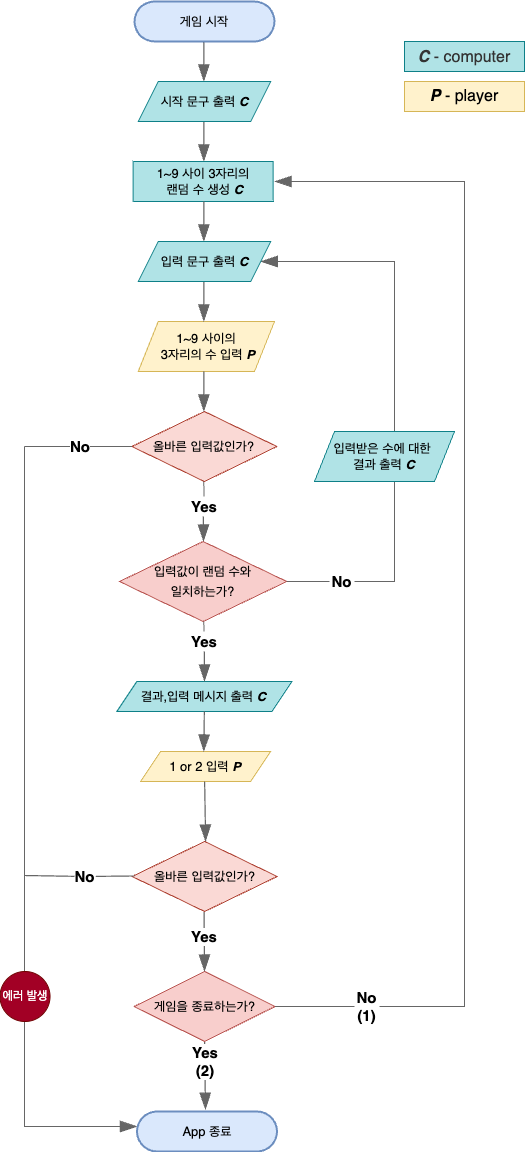 게임 시작
C - computer
P - player
시작 문구 출력 C
1~9 사이 3자리의
랜덤 수 생성 C
입력 문구 출력 C
1~9 사이의
3자리의 수 입력 P
올바른 입력값인가?
No
입력받은 수에 대한
결과 출력 C
Yes
입력값이 랜덤 수와
일치하는가?
No
Yes
결과,입력 메시지 출력 C
1 or 2 입력 P
올바른 입력값인가?
No
Yes
에러 발생
게임을 종료하는가?
No
(1)
Yes
(2)
App 종료